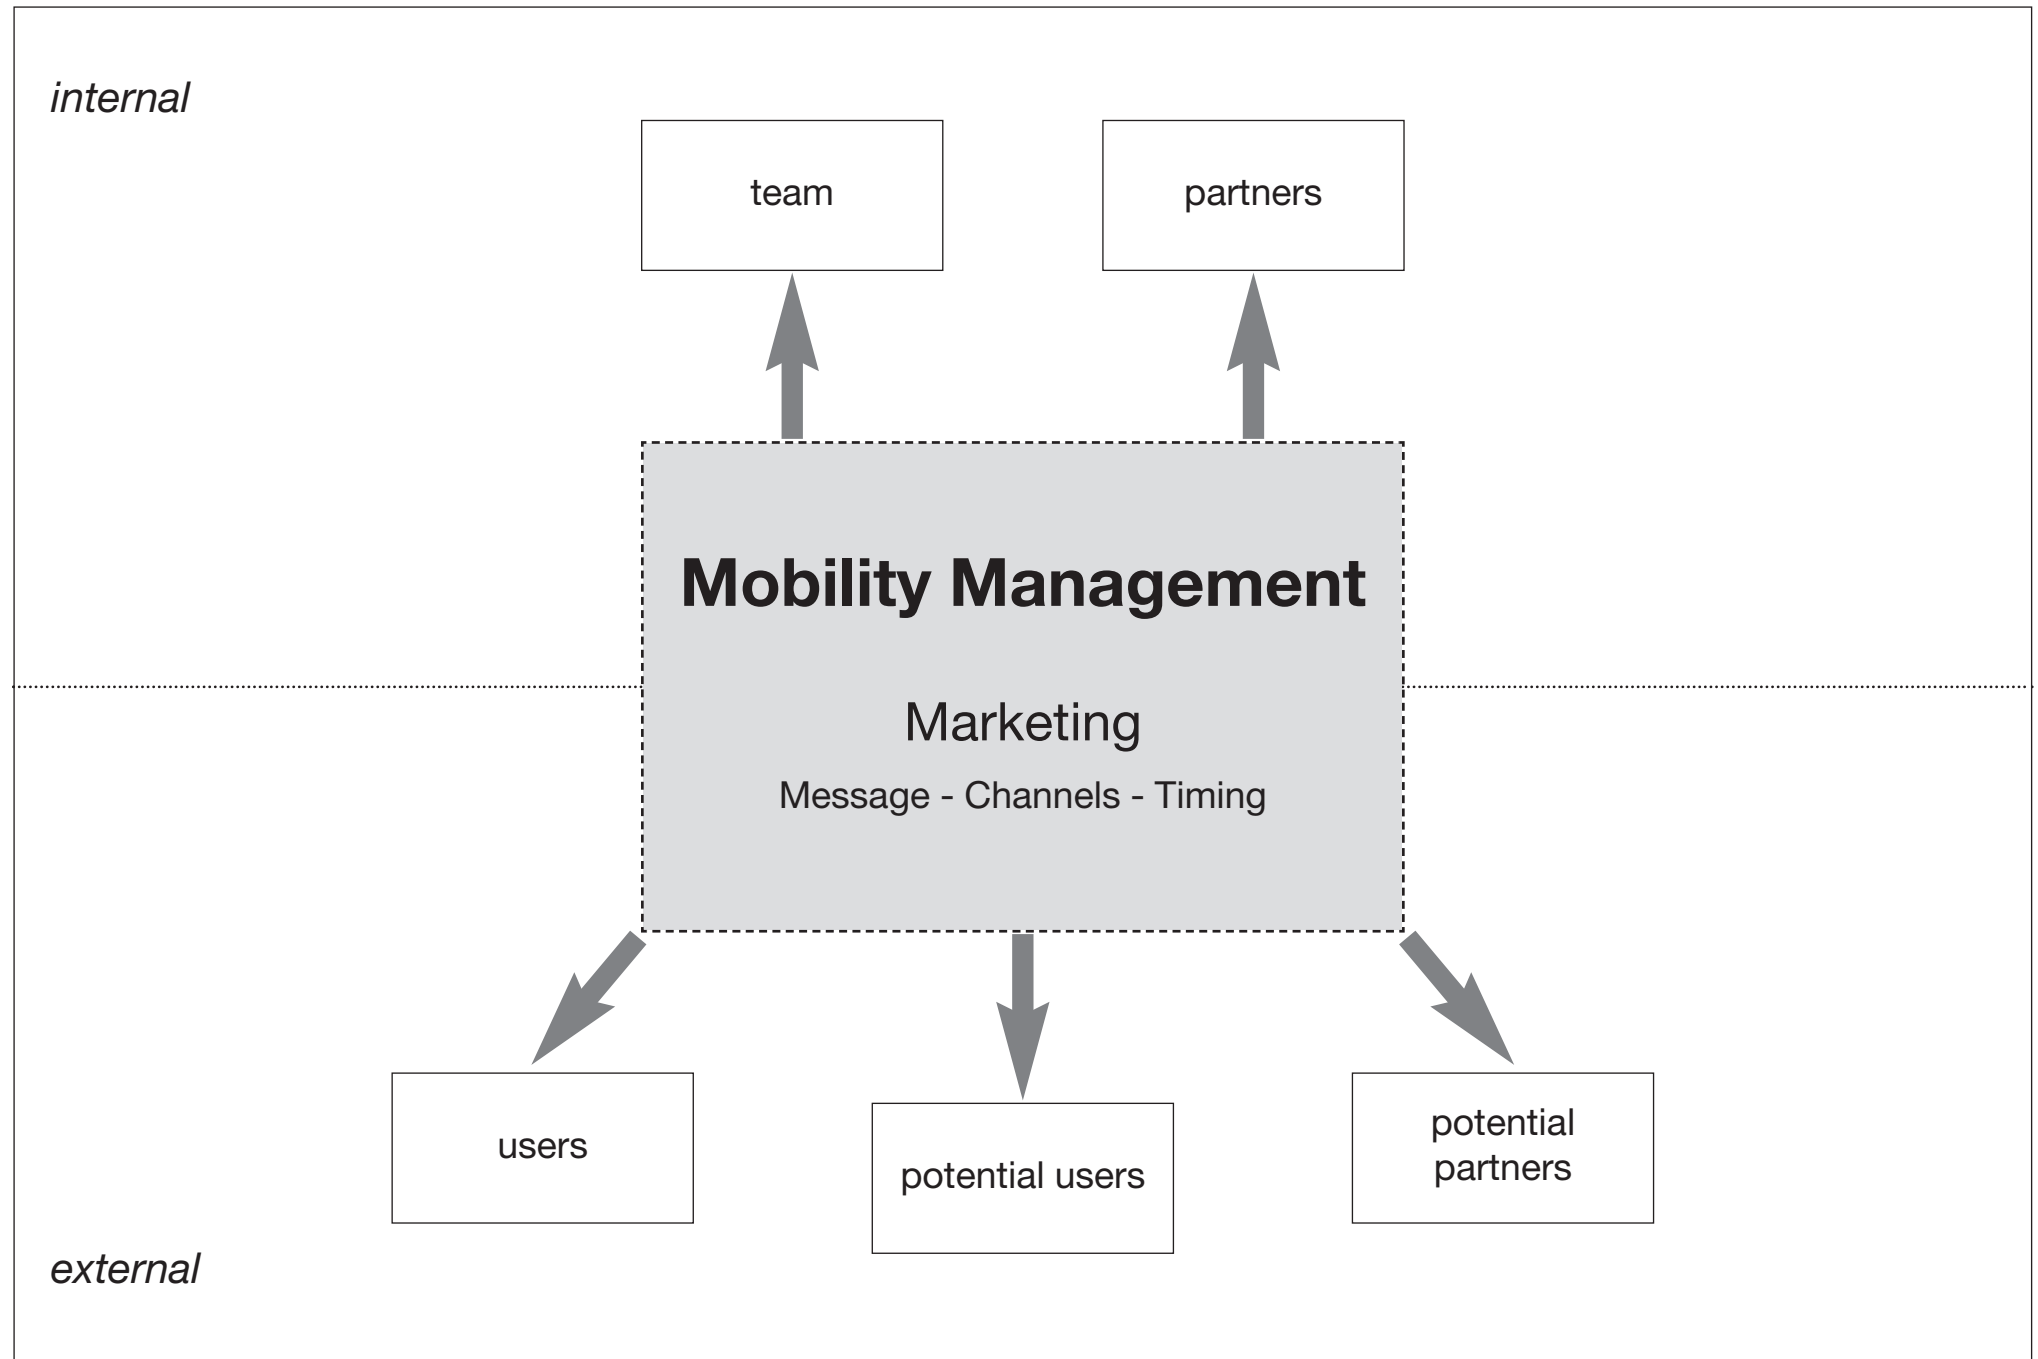 internal
team
partners
Mobility Management
Marketing
Message - Channels - Timing
users
potential users
potential
partners
external